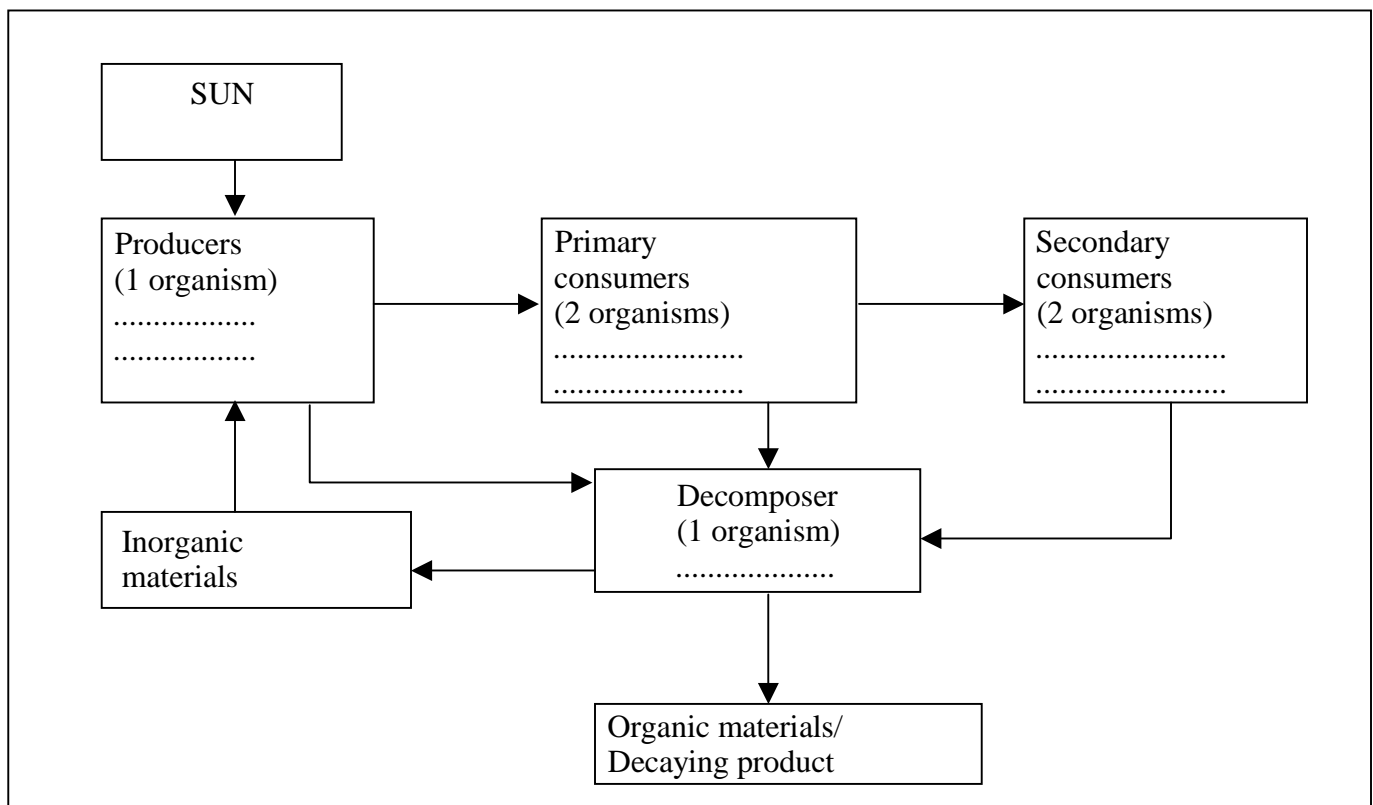 SUN
Producers
(1 organism)
..................
..................
Primary
consumers
(2 organisms)
........................
........................
Secondary
consumers
(2 organisms)
........................
........................
Decomposer
(1 organism)
....................
Inorganic
materials
Organic materials/
Decaying product